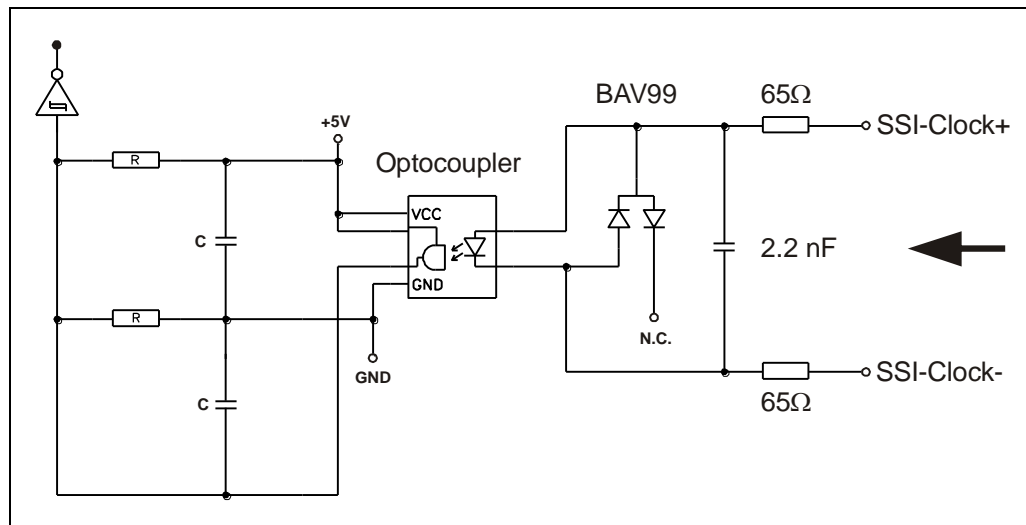 BAV99
65Ω
SSI-Clock+
+5V
Optocoupler
R
VCC
C
2.2 nF
GND
R
N.C.
GND
SSI-Clock-
65Ω
C